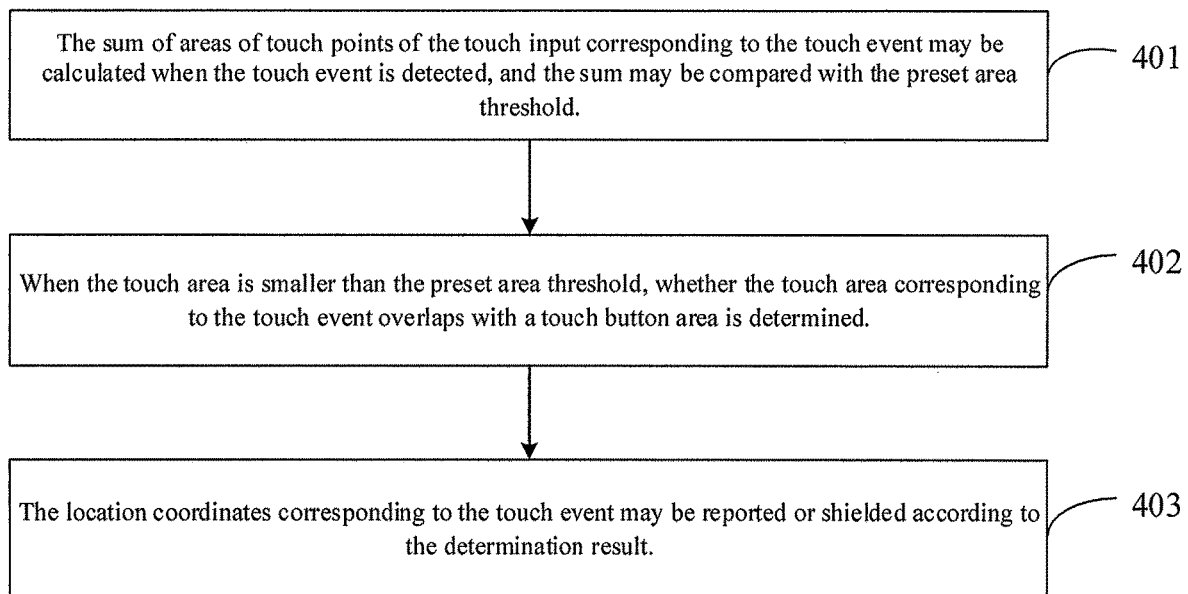 The sum of areas of touch points of the touch input corresponding to the touch event may be
calculated when the touch event is detected, and the sum may be compared with the preset area
threshold.
401
When the touch area is smaller than the preset area threshold, whether the touch area corresponding
to the touch event overlaps with a touch button area is determined.
402
The location coordinates corresponding to the touch event may be reported or shielded according to
the determination result.
403